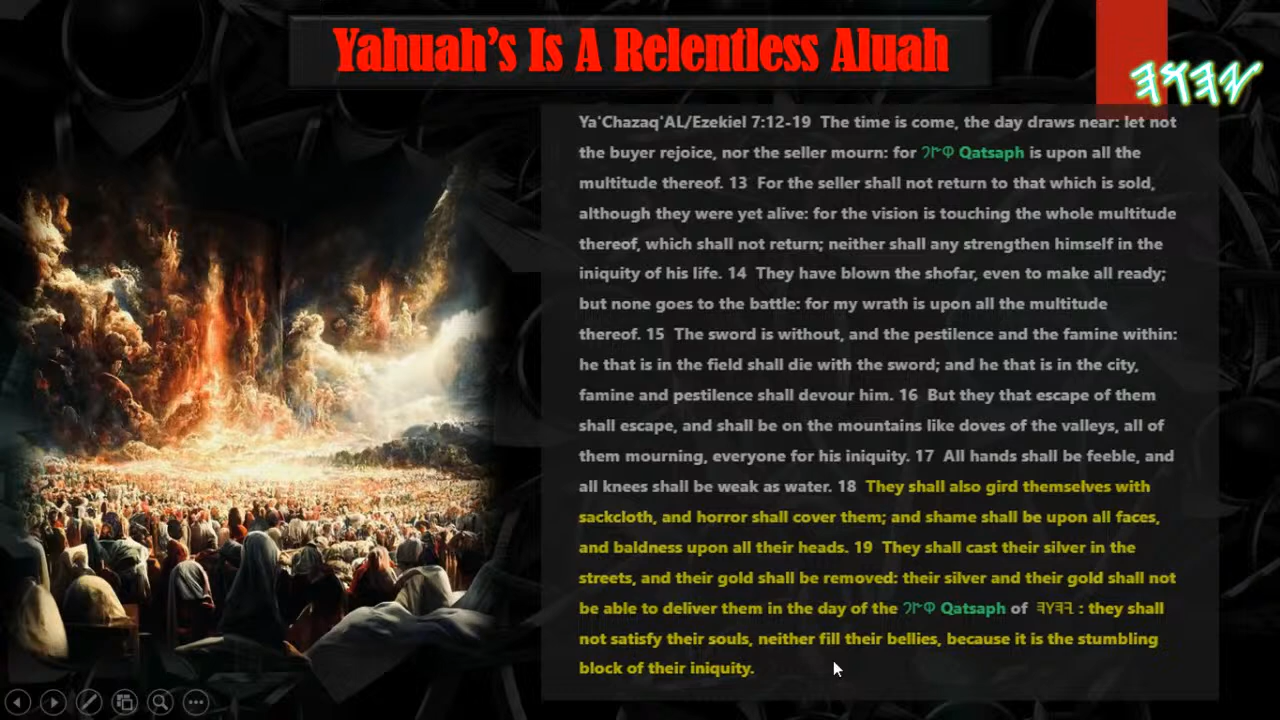 Yahuah's Is A Relentless Aluah
𐤉𐤄𐤅𐤄
Ya'Chazaq'AL/Ezekiel 7:12-19 The time is come, the day draws near: let not
the buyer rejoice, nor the seller mourn: for 𐤒𐤑𐤐 Qatsaph is upon all the
multitude thereof. 13 For the seller shall not return to that which is sold,
although they were yet alive: for the vision is touching the whole multitude
thereof, which shall not return; neither shall any strengthen himself in the
iniquity of his life. 14 They have blown the shofar, even to make all ready;
but none goes to the battle: for my wrath is upon all the multitude
thereof. 15 The sword is without, and the pestilence and the famine within:
he that is in the field shall die with the sword; and he that is in the city,
famine and pestilence shall devour him. 16 But they that escape of them
shall escape, and shall be on the mountains like doves of the valleys, all of
them mourning, everyone for his iniquity. 17 All hands shall be feeble, and
all knees shall be weak as water. 18 They shall also gird themselves with
sackcloth, and horror shall cover them; and shame shall be upon all faces,
and baldness upon all their heads. 19 They shall cast their silver in the
streets, and their gold shall be removed: their silver and their gold shall not
be able to deliver them in the day of the 𐤒𐤑𐤐 Qatsaph of 𐤉𐤄𐤅𐤄 : they shall
not satisfy their souls, neither fill their bellies, because it is the stumbling
block of their iniquity.